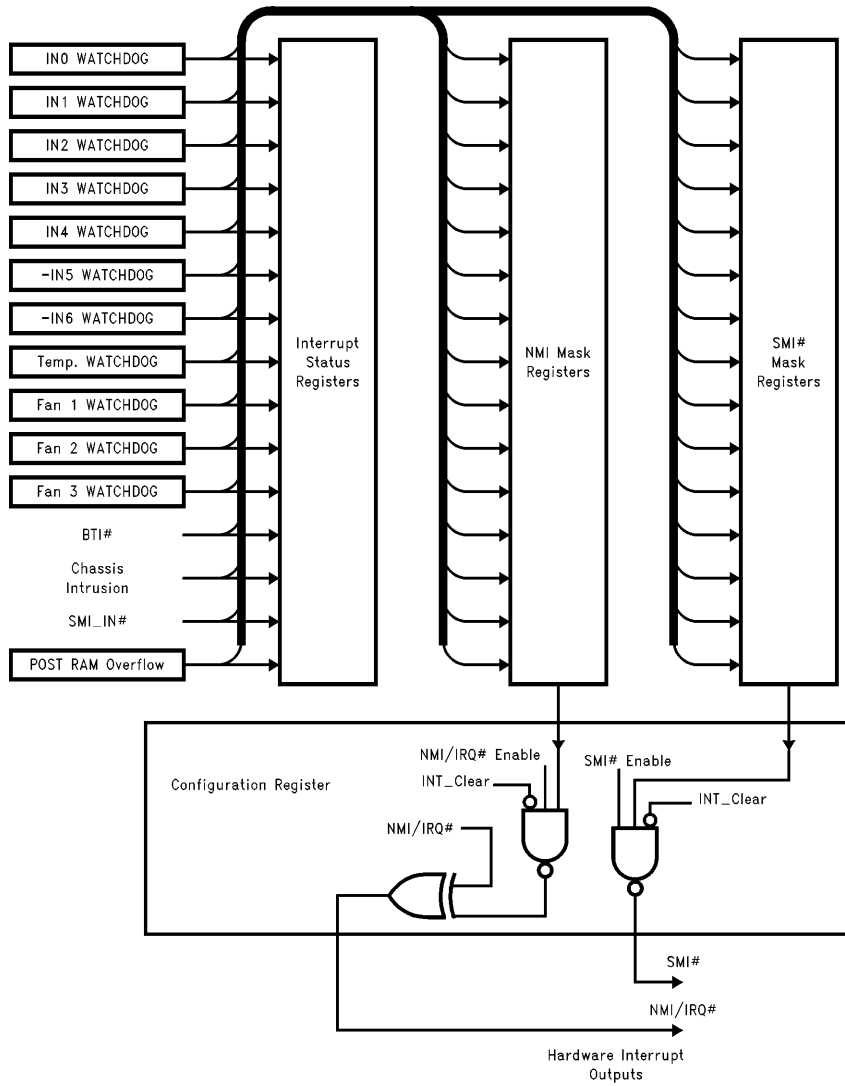 IN0 WATCHDOG
IN1 WATCHDOG
IN2 WATCHDOG
IN3 WATCHDOG
IN4 WATCHDOG
-IN5 WATCHDOG
-IN6 WATCHDOG
Temp. WATCHDOG
Fan 1 WATCHDOG
Fan 2 WATCHDOG
Fan 3 WATCHDOG
BTI#
Chassis
Intrusion
SMI_IN#
POST RAM Overflow
Interrupt
Status
Registers
NMI Mask
Registers
SMI#
Mask
Registers
Configuration Register
NMI/IRQ# Enable
INT_Clear
NMI/IRQ#
SMI# Enable
INT_Clear
SMI#
NMI/IRQ#
Hardware Interrupt
Outputs